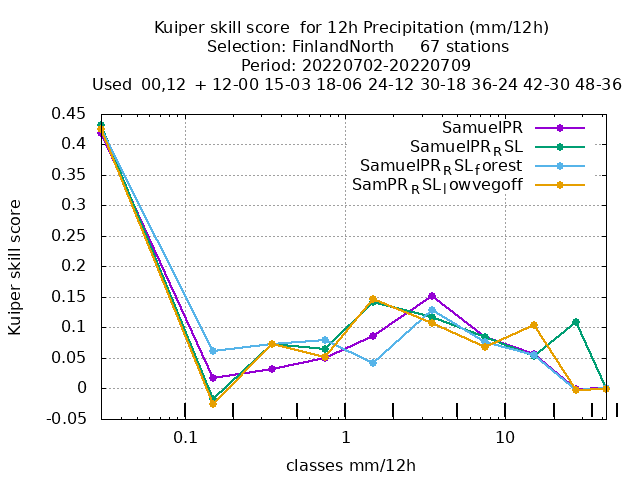 Kuiper skill score  for 12h Precipitation (mm/12h)
Selection: FinlandNorth     67 stations
Period: 20220702-20220709
Used  00,12  + 12-00 15-03 18-06 24-12 30-18 36-24 42-30 48-36
SamuelPR
SamuelPR_RSL
SamuelPR_RSL_forest
SamPR_RSL_lowvegoff
Kuiper skill score
0.45
0.4
0.35
0.3
0.25
0.2
0.15
0.1
0.05
0
-0.05
0.1
1
10
classes mm/12h